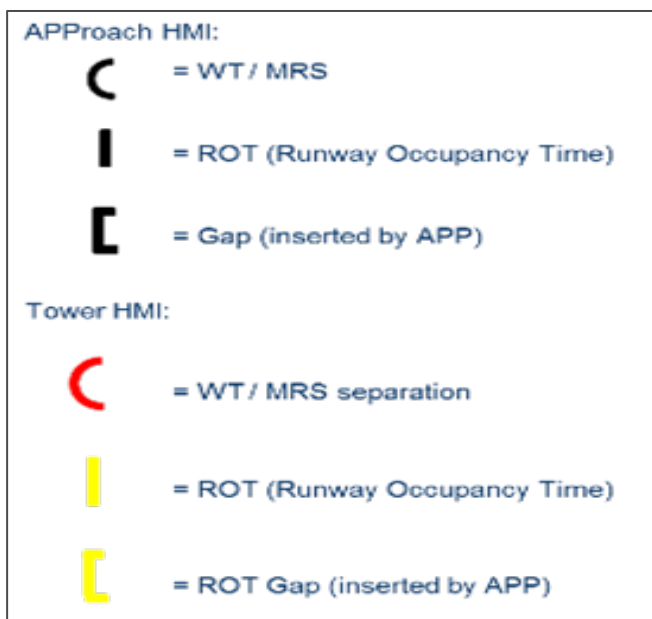 APProach HMI:
= WT / MRS
= ROT (Runway Occupancy Time)
= Gap (inserted by APP)
Tower HMI:
= WT / MRS separation
= ROT (Runway Occupancy Time)
= ROT Gap (inserted by APP)